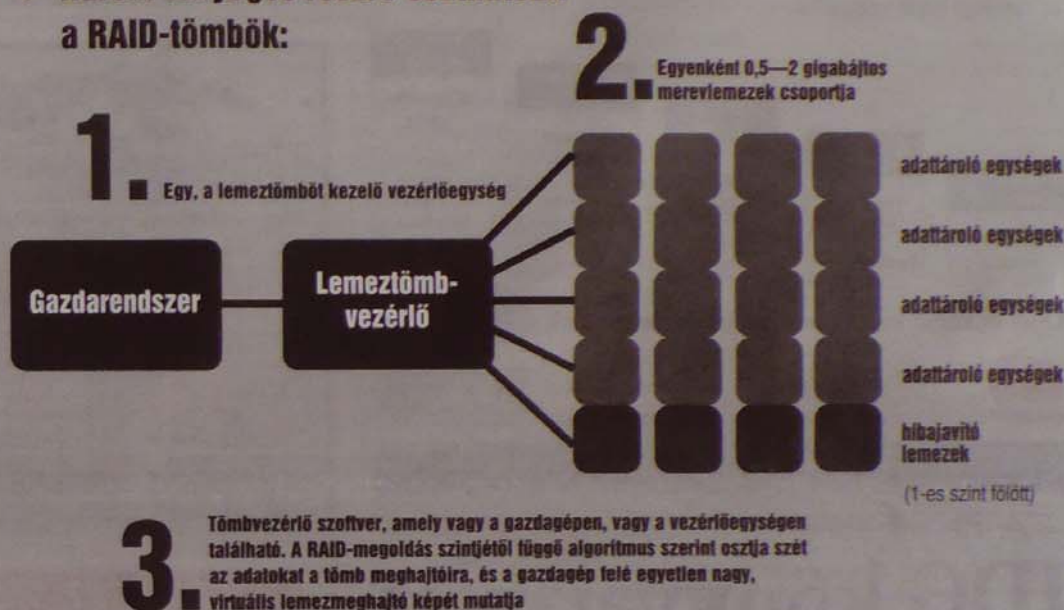 a RAID-tömbök:
1.
Egy, a lemeztömböt kezelő vezérlőegység
2.
Egyenként 0,5—2 gigabájtos
merevlemezek csoportja
Gazdarendszer
Lemeztömb-
vezérlő
adattároló egységek
adattároló egységek
adattároló egységek
adattároló egységek
hibajavító
lemezek
(1-es szint fölött)
3.
Tömbvezérlő szoftver, amely vagy a gazdagépen, vagy a vezérlőegységen
található. A RAID-megoldás szintjétől függő algoritmus szerint osztja szét
az adatokat a tömb meghajtóira, és a gazdagép felé egyetlen nagy,
virtuális lemezmeghajtó képét mutatja